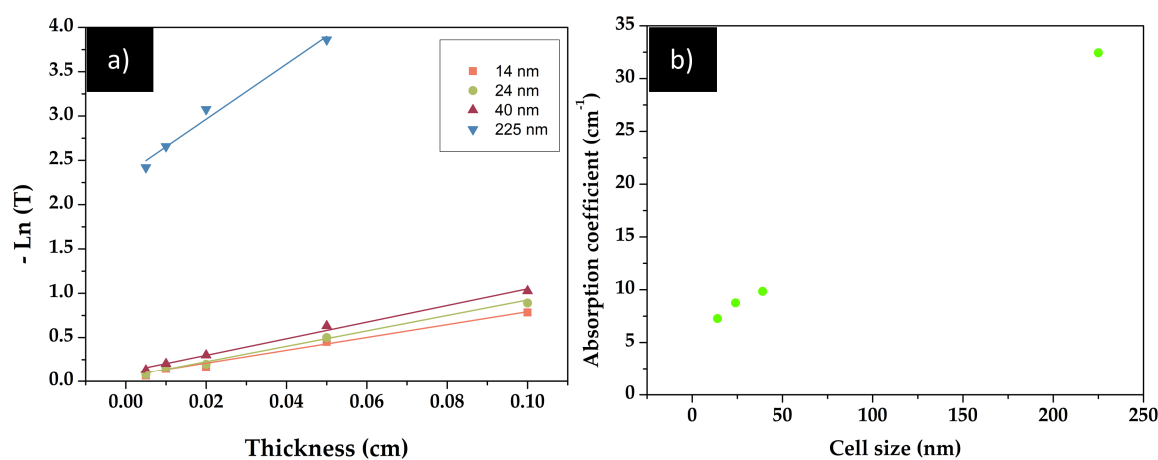 a)
4.0
3.5
3.0
2.5
2.0
1.5
1.0
0.5
0.0
- Ln (T)
14 nm
24 nm
40 nm
225 nm
0.00 0.02 0.04 0.06 0.08 0.10
Thickness (cm)
b)
35
30
25
20
15
10
5
0
Absorption coefficient (cm⁻¹)
0 50 100 150 200 250
Cell size (nm)